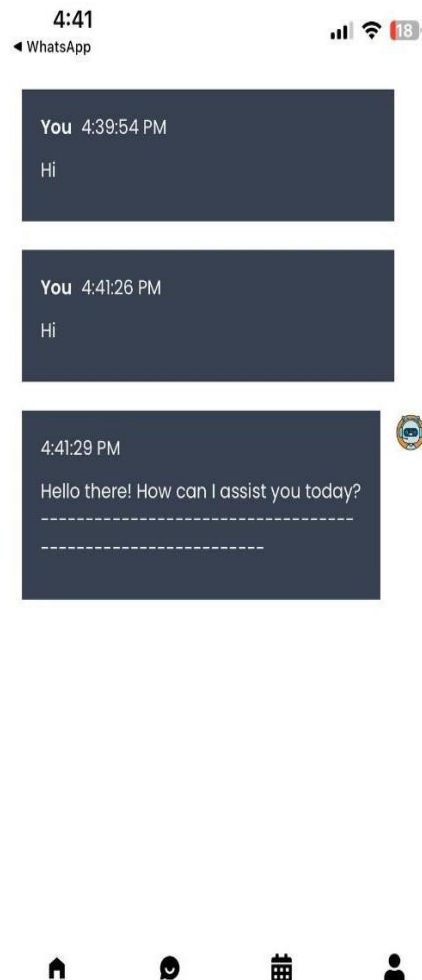 4:41
18
◀ WhatsApp
You 4:39:54 PM
Hi
You 4:41:26 PM
Hi
4:41:29 PM
Hello there! How can I assist you today?
-----------------------------------
-------------------------